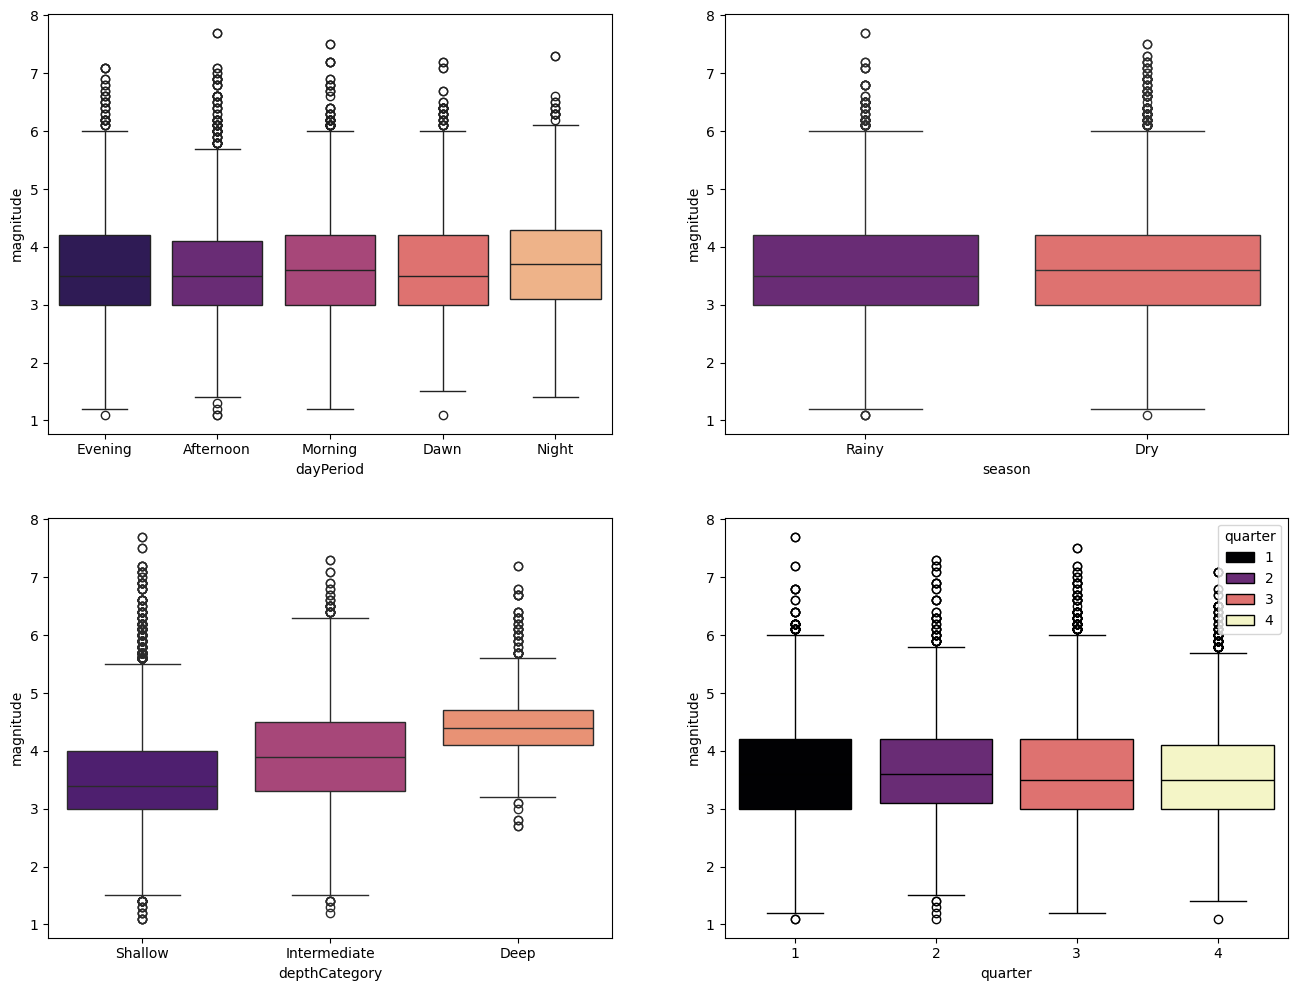 8
7
6
5
4
3
2
1
magnitude
Evening Afternoon Morning Dawn Night
dayPeriod
8
7
6
5
4
3
2
1
magnitude
Rainy Dry
season
8
7
6
5
4
3
2
1
magnitude
Shallow Intermediate Deep
depthCategory
8
7
6
5
4
3
2
1
magnitude
quarter
1
2
3
4
1 2 3 4
quarter